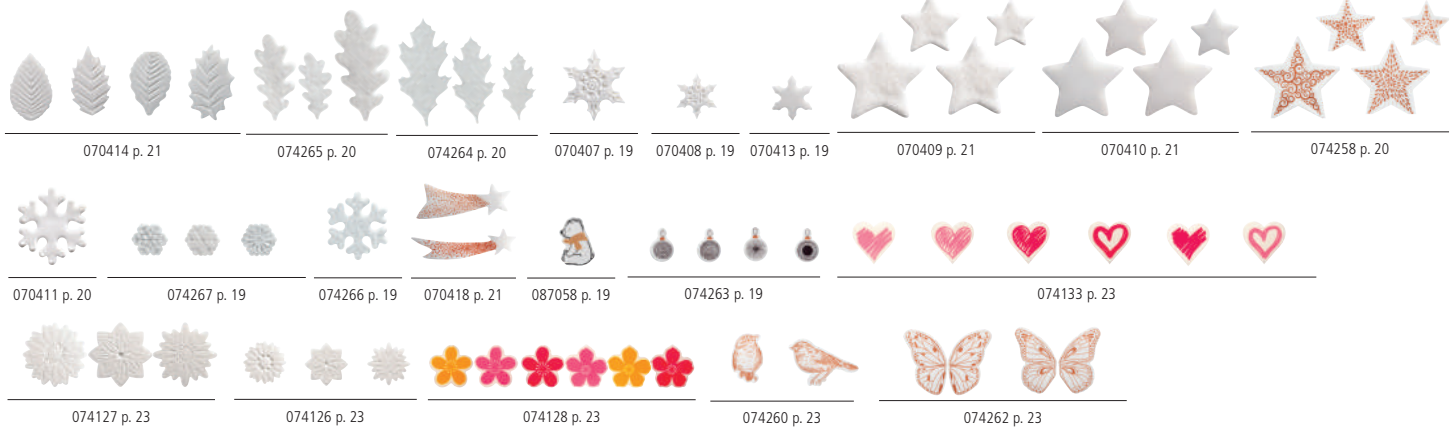 070414 p. 21
074265 p. 20
074264 p. 20
070407 p. 19
070408 p. 19
070413 p. 19
070409 p. 21
070410 p. 21
074258 p. 20
070411 p. 20
074267 p. 19
074266 p. 19
070418 p. 21
087058 p. 19
074263 p. 19
074133 p. 23
074127 p. 23
074126 p. 23
074128 p. 23
074260 p. 23
074262 p. 23